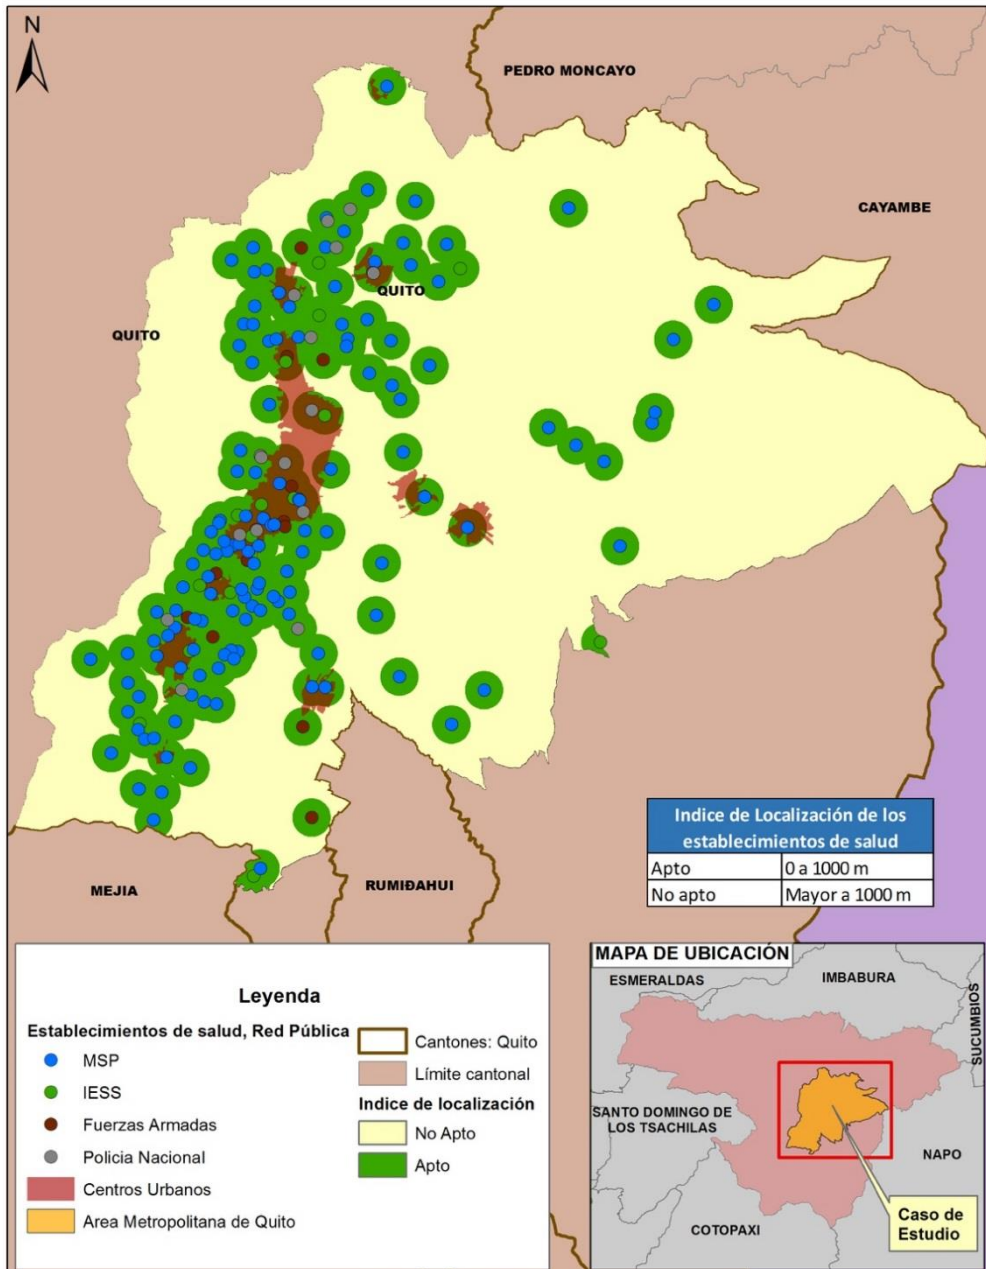 N
PEDRO MONCAYO
CAYAMBE
QUITO
QUITO
Indice de Localización de los
establecimientos de salud
Apto 0 a 1000 m
No apto Mayor a 1000 m
MEJIA
RUMIÐAHUI
Leyenda
Establecimientos de salud, Red Pública
MSP
IESS
Fuerzas Armadas
Policia Nacional
Centros Urbanos
Area Metropolitana de Quito
Cantones: Quito
Límite cantonal
Indice de localización
No Apto
Apto
MAPA DE UBICACIÓN
ESMERALDAS
IMBABURA
SUCUMBIOS
SANTO DOMINGO DE
LOS TSACHILAS
NAPO
COTOPAXI
Caso de
Estudio